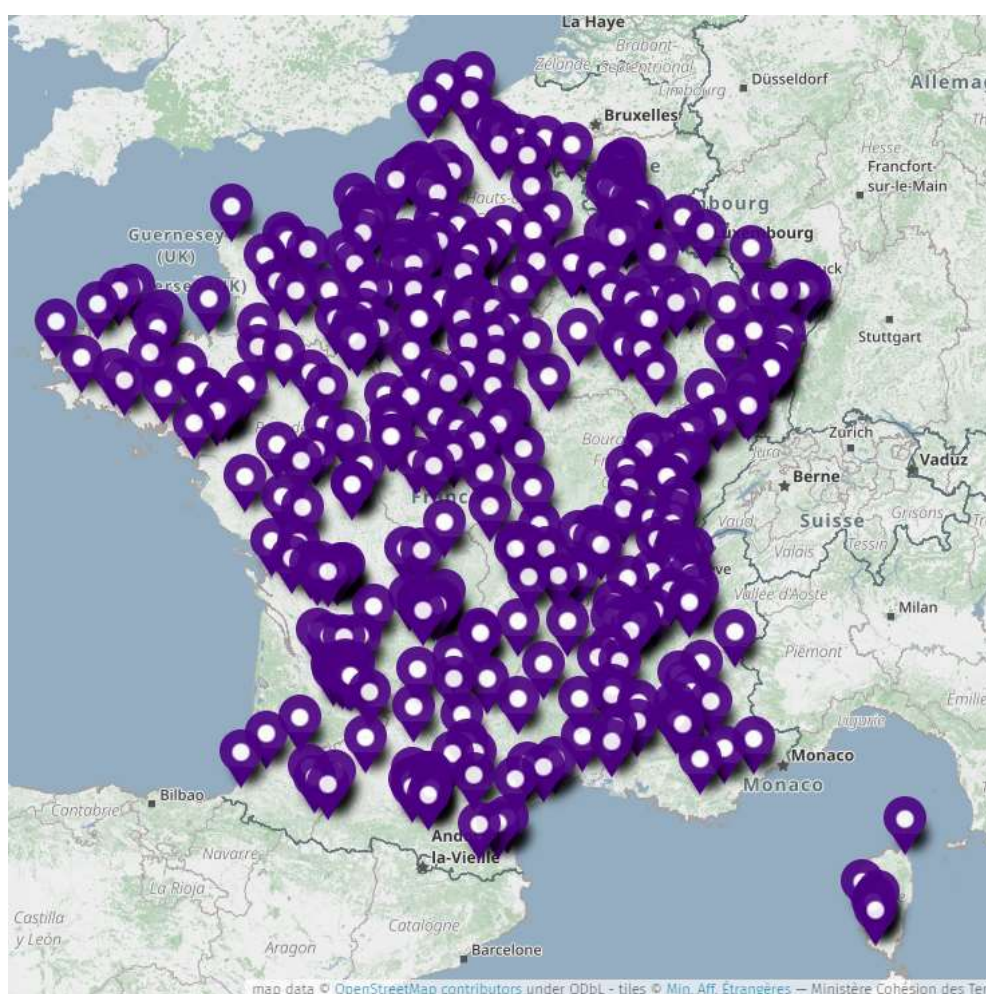 La Haye
Brabant-
Zélande Septentrional
Düsseldorf
Limbourg
Allemag
Bruxelles
Hesse
Francfort-
sur-le-Main
Hauts-
Guernesey
(UK)
Stuttgart
Zurich
Vaduz
Berne
Jura
Suisse
Grisons
Vaud
Valais
Tessin
Vallée d'Aoste
Milan
Piémont
Emilie
Ligurie
Monaco
Monaco
Bilbao
Cantabrie
Navarre
la-Vieille
La Rioja
Castilla
y León
Catalogne
Aragon
Barcelone
map data © OpenStreetMap contributors under ODbL - tiles © Min. Aff. Étrangères — Ministère Cohésion des Ter